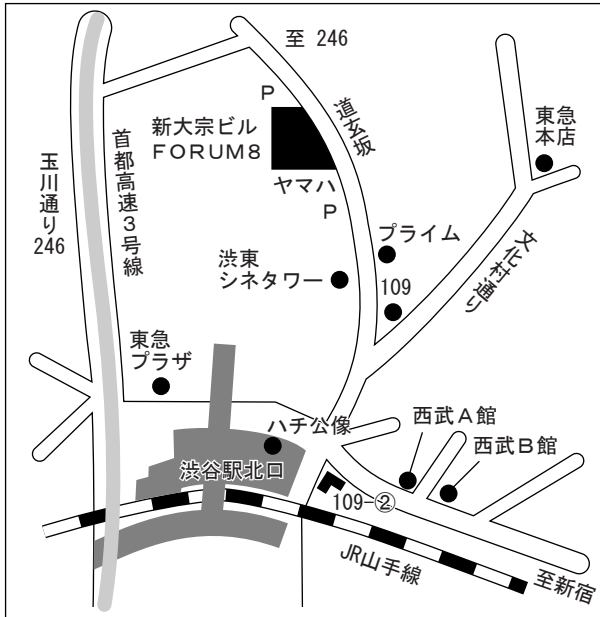 至 246
P
新大宗ビル
FORUM8
ヤマハ
P
道玄坂
東急
本店
玉川通り
246
首都高速3号線
渋東
シネタワー
プライム
109
文化村通り
東急
プラザ
ハチ公像
西武A館
西武B館
渋谷駅北口
109-②
JR山手線
至新宿